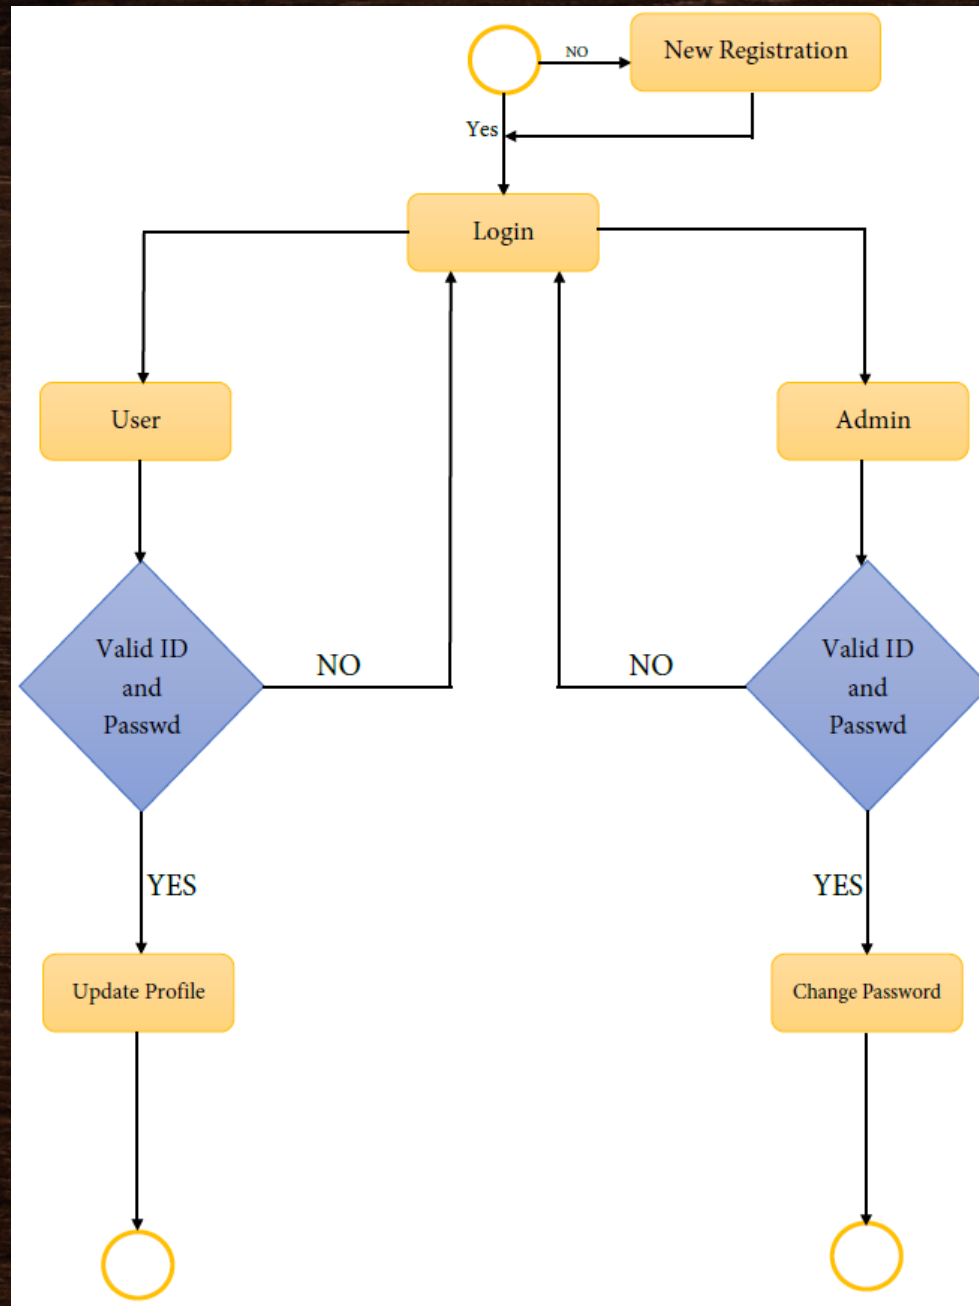 NO
New Registration
Yes
Login
User
Admin
Valid ID
and
Passwd
NO
NO
Valid ID
and
Passwd
YES
YES
Update Profile
Change Password